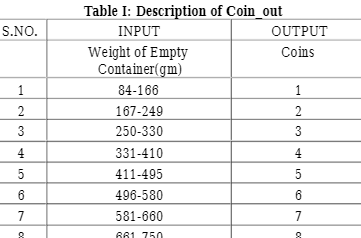 Table I: Description of Coin_out
S.NO. INPUT OUTPUT
Weight of Empty Coins
Container(gm)
1 84-166 1
2 167-249 2
3 250-330 3
4 331-410 4
5 411-495 5
6 496-580 6
7 581-660 7
8 661-750 8